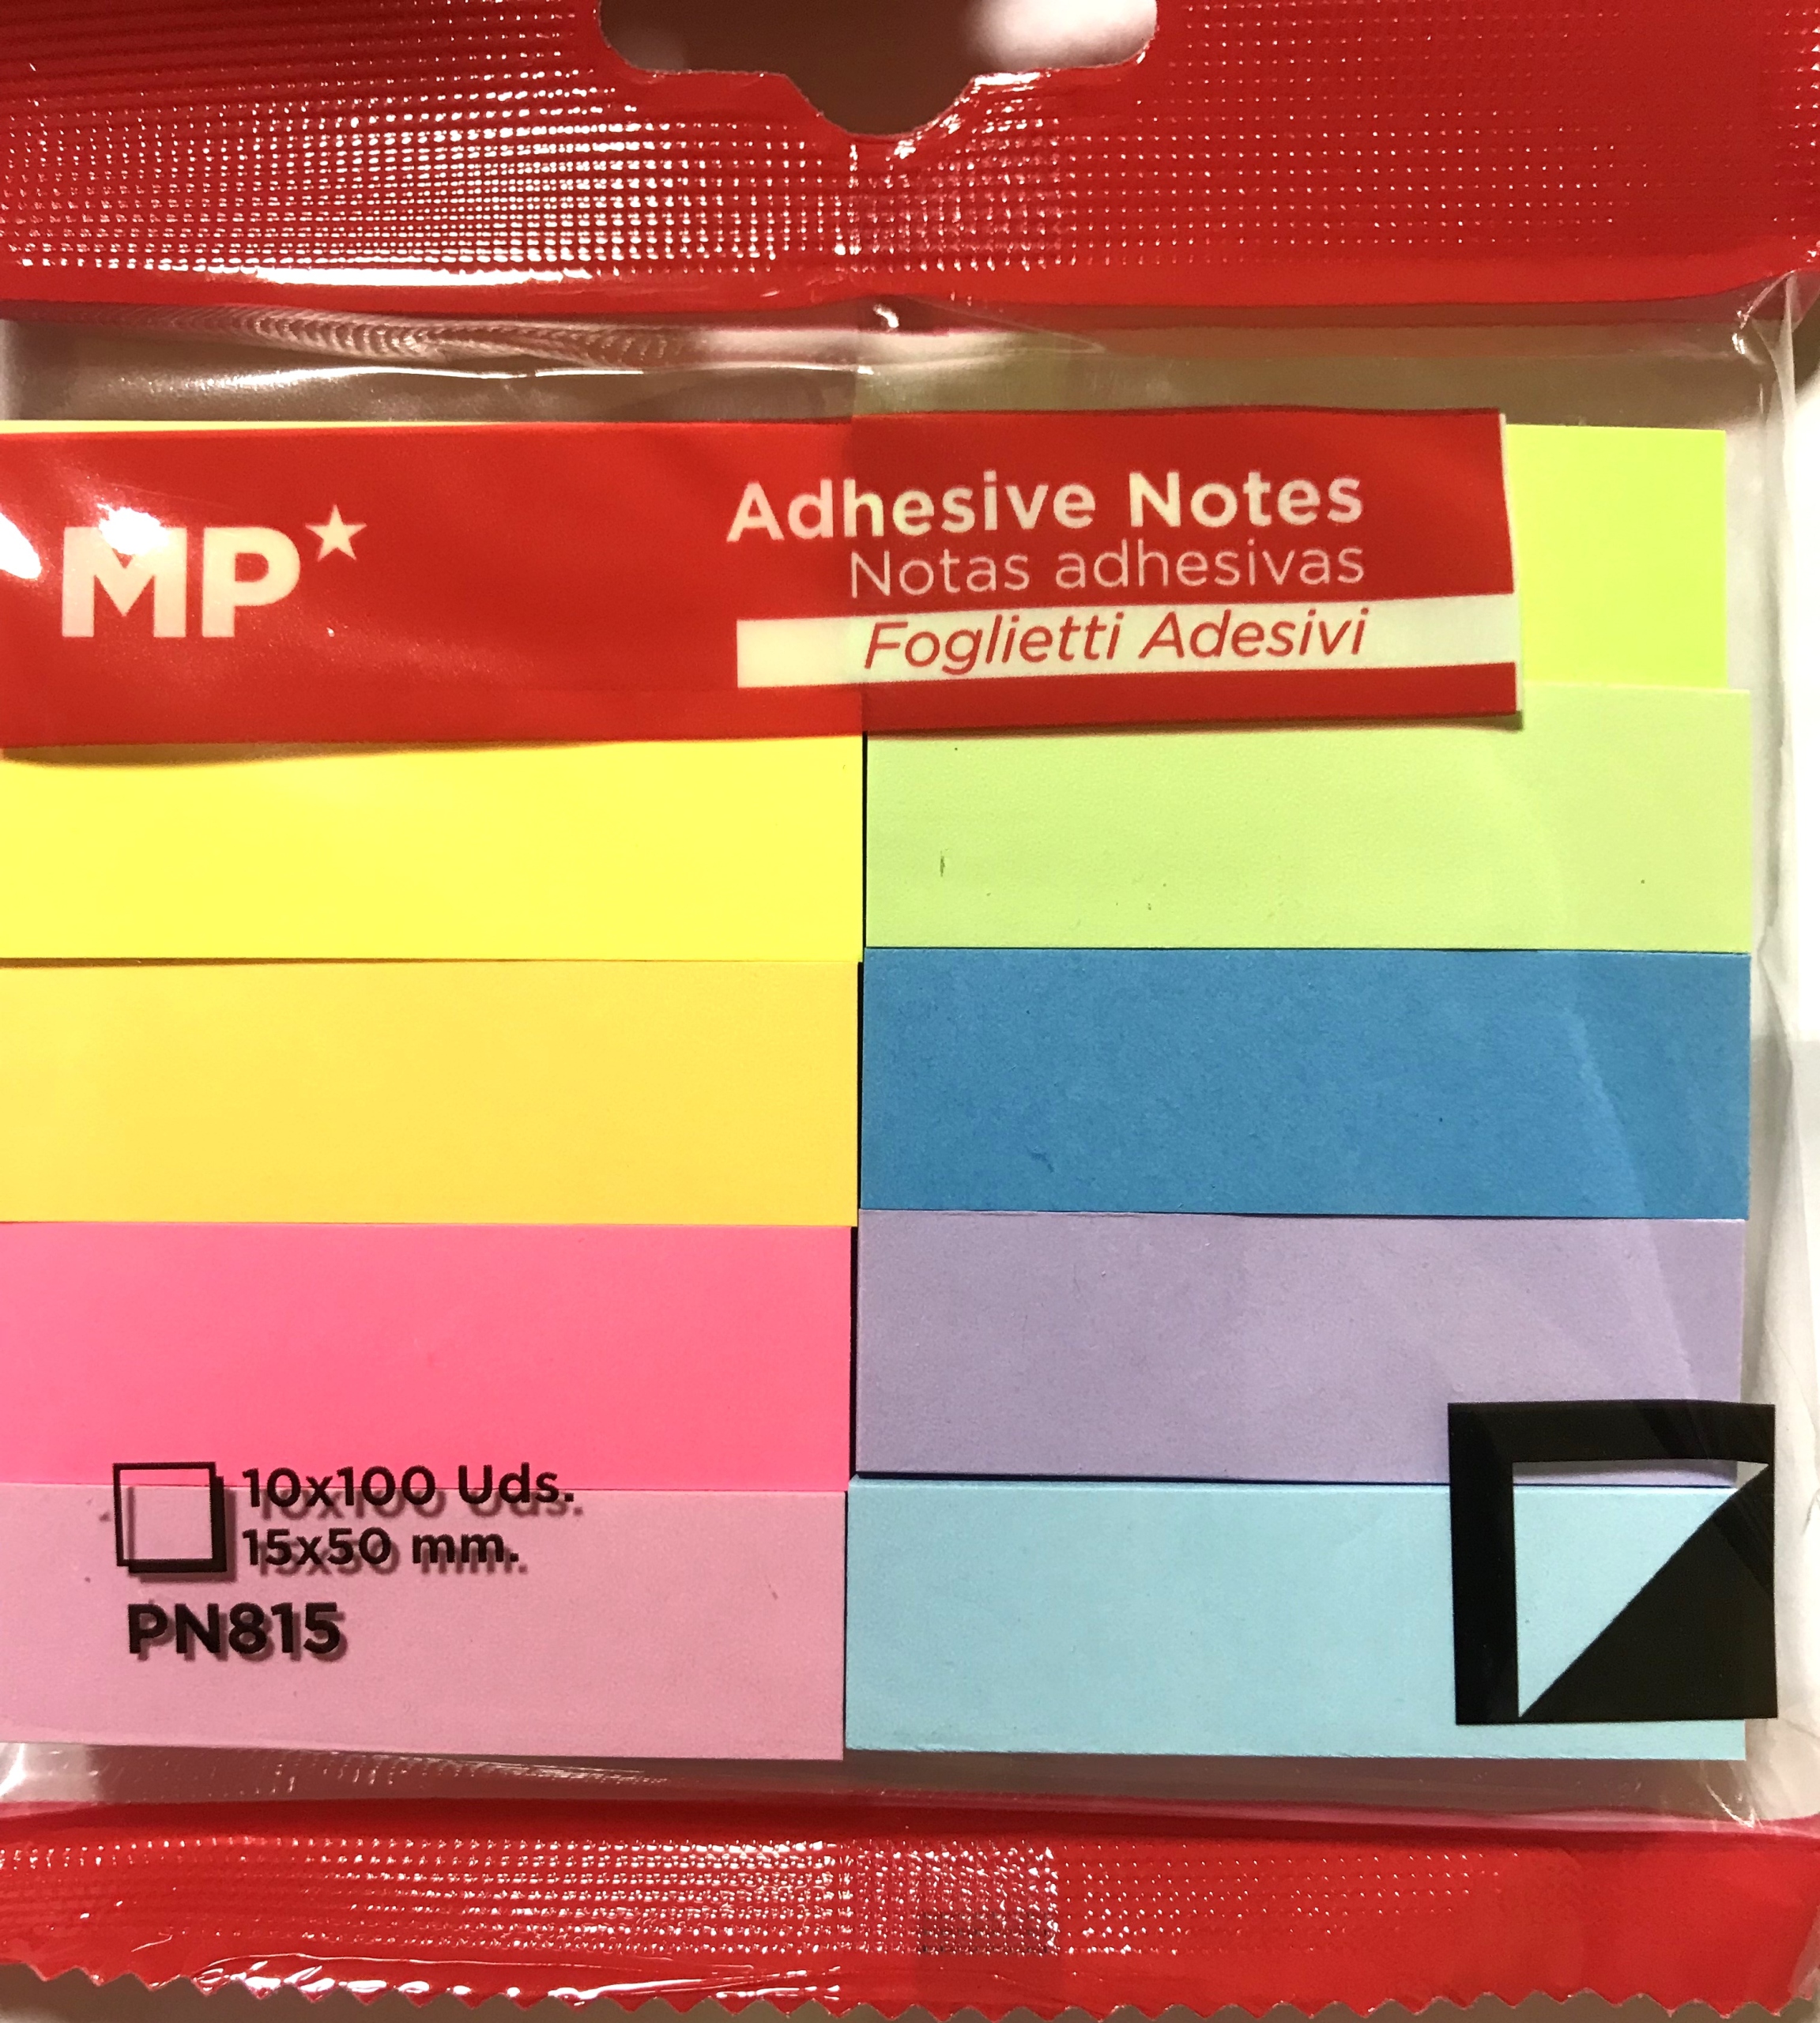 MP
Adhesive Notes
Notas adhesivas
Foglietti Adesivi
10x100 Uds.
15x50 mm.
PN815